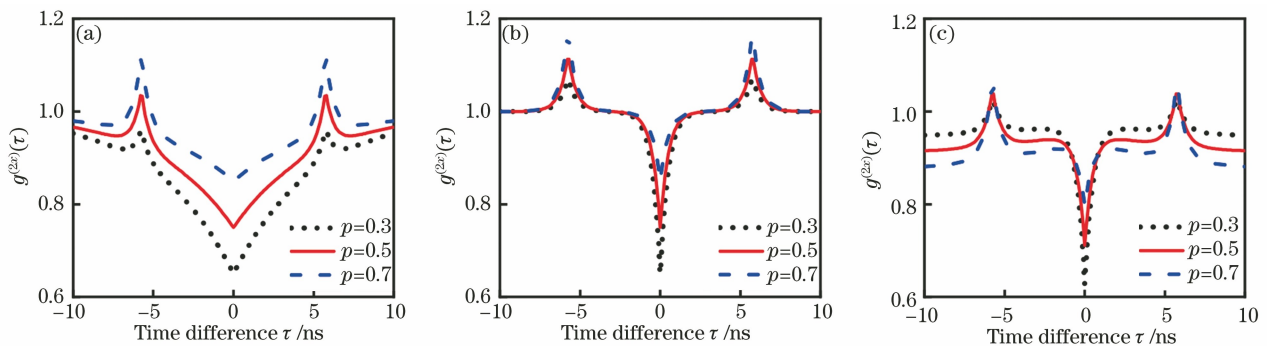 (a)
1.2
1.0
0.8
0.6
g(2x)(τ)
p=0.3
p=0.5
p=0.7
−10 −5 0 5 10
Time difference τ /ns
(b)
1.2
1.0
0.8
0.6
g(2x)(τ)
p=0.3
p=0.5
p=0.7
−10 −5 0 5 10
Time difference τ /ns
(c)
1.2
1.0
0.8
0.6
g(2x)(τ)
p=0.3
p=0.5
p=0.7
−10 −5 0 5 10
Time difference τ /ns